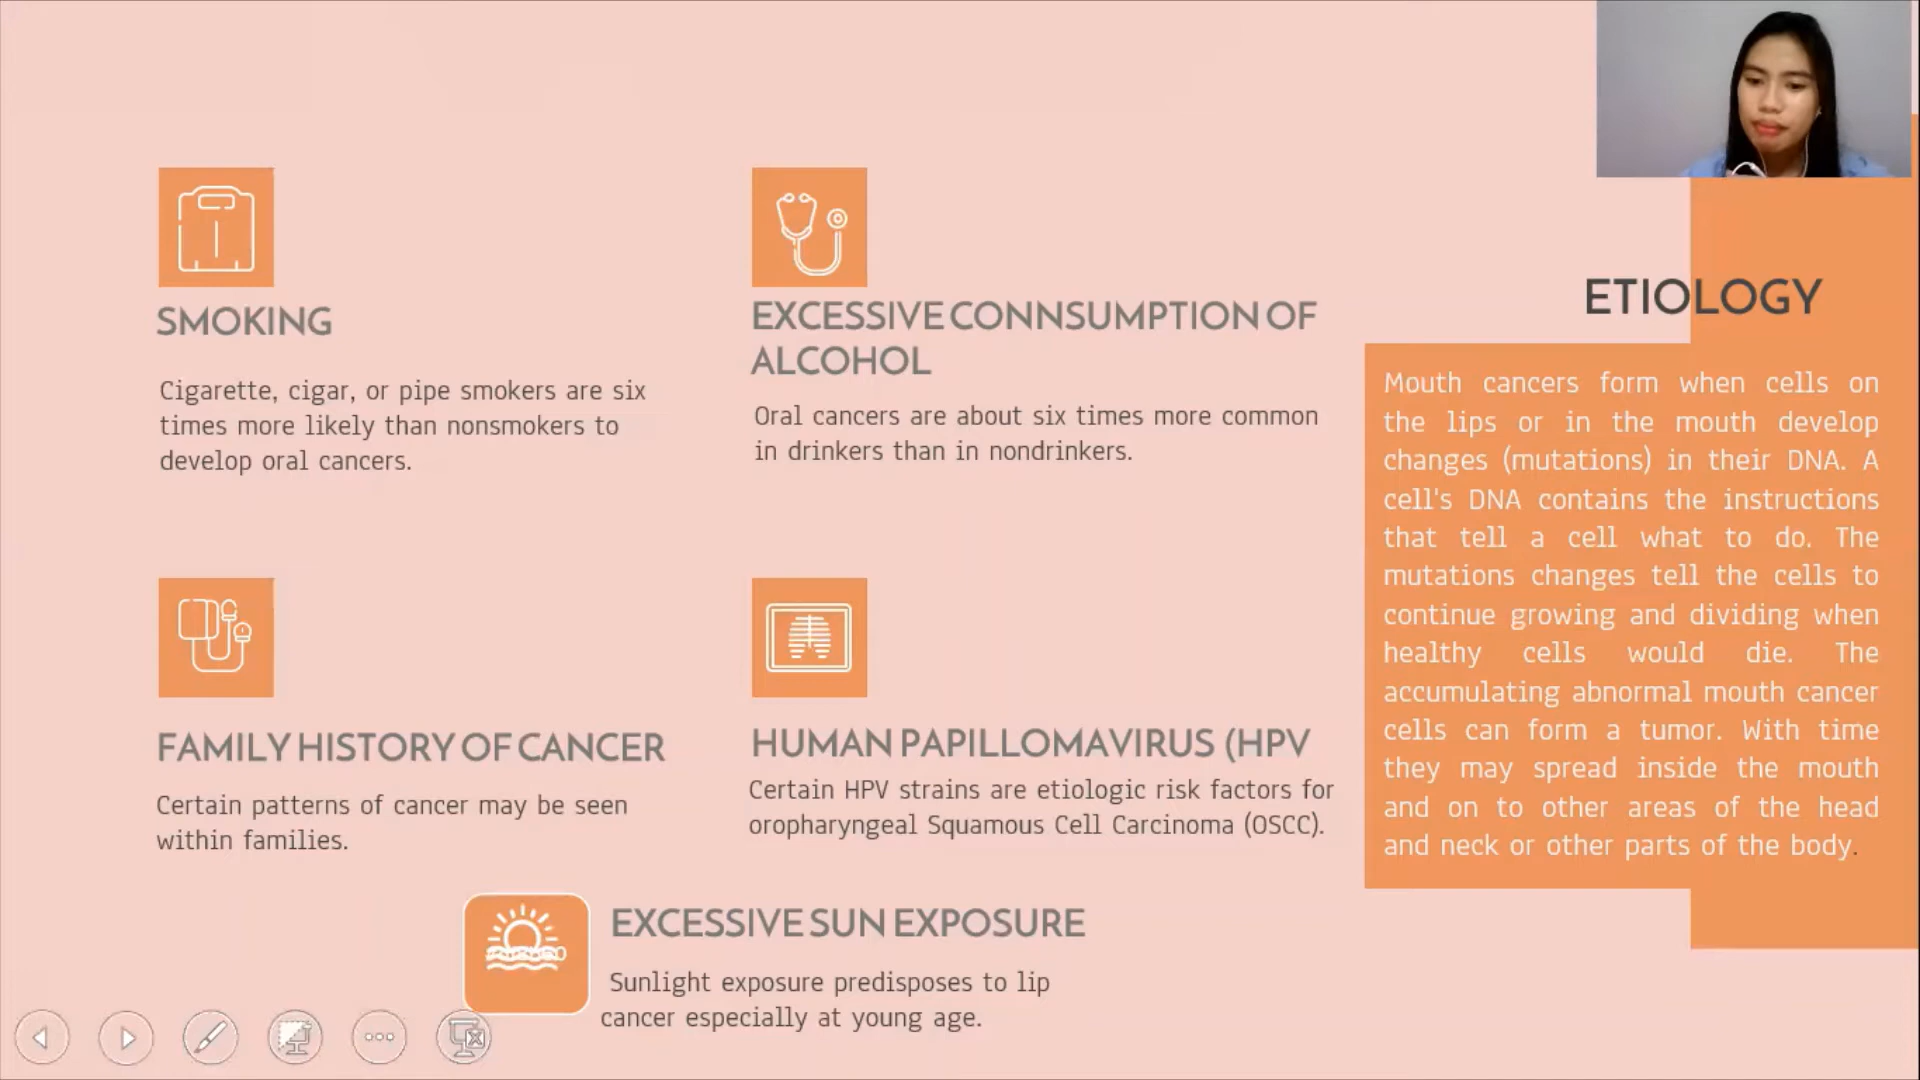 SMOKING
Cigarette, cigar, or pipe smokers are six
times more likely than nonsmokers to
develop oral cancers.
EXCESSIVE CONNSUMPTION OF
ALCOHOL
Oral cancers are about six times more common
in drinkers than in nondrinkers.
FAMILY HISTORY OF CANCER
Certain patterns of cancer may be seen
within families.
HUMAN PAPILLOMAVIRUS (HPV
Certain HPV strains are etiologic risk factors for
oropharyngeal Squamous Cell Carcinoma (OSCC).
EXCESSIVE SUN EXPOSURE
Sunlight exposure predisposes to lip
cancer especially at young age.
ETIOLOGY
Mouth cancers form when cells on
the lips or in the mouth develop
changes (mutations) in their DNA. A
cell's DNA contains the instructions
that tell a cell what to do. The
mutations changes tell the cells to
continue growing and dividing when
healthy cells would die. The
accumulating abnormal mouth cancer
cells can form a tumor. With time
they may spread inside the mouth
and on to other areas of the head
and neck or other parts of the body.